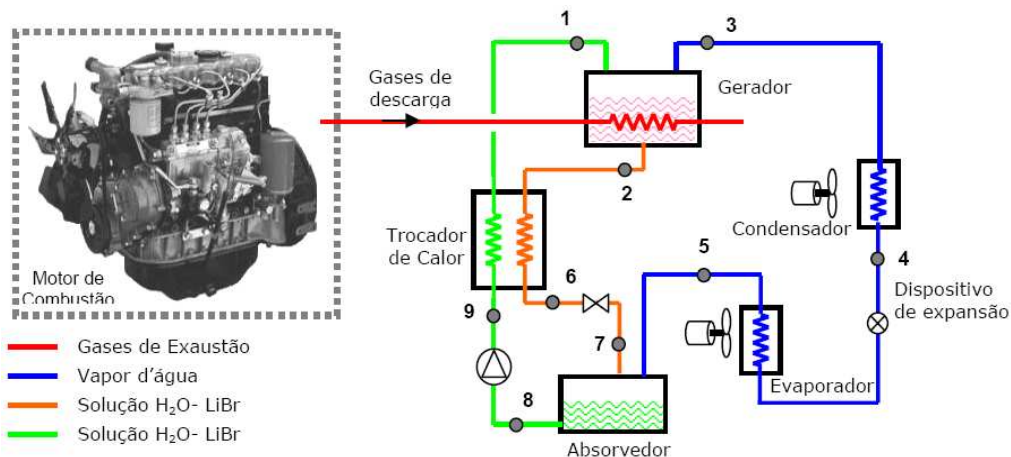 1
3
Gases de
descarga
Gerador
2
Trocador
de Calor
Condensador
5
4
6
Dispositivo
de expansão
9
7
Motor de
Combustão
Gases de Exaustão
Vapor d'água
Evaporador
8
Solução H₂O- LiBr
Solução H₂O- LiBr
Absorvedor